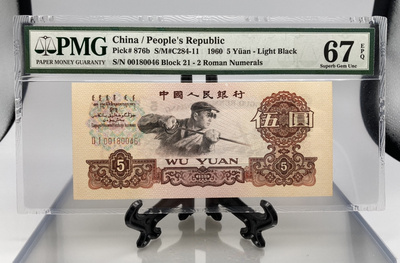 PMG
PAPER MONEY GUARANTY
China / People's Republic
Pick# 876b S/M#C284-11 1960 5 Yüan - Light Black
S/N 00180046 Block 21 - 2 Roman Numerals
67 EPQ
Superb Gem Unc
中國人民銀行
伍圓
00180046
WU YUAN
5
5